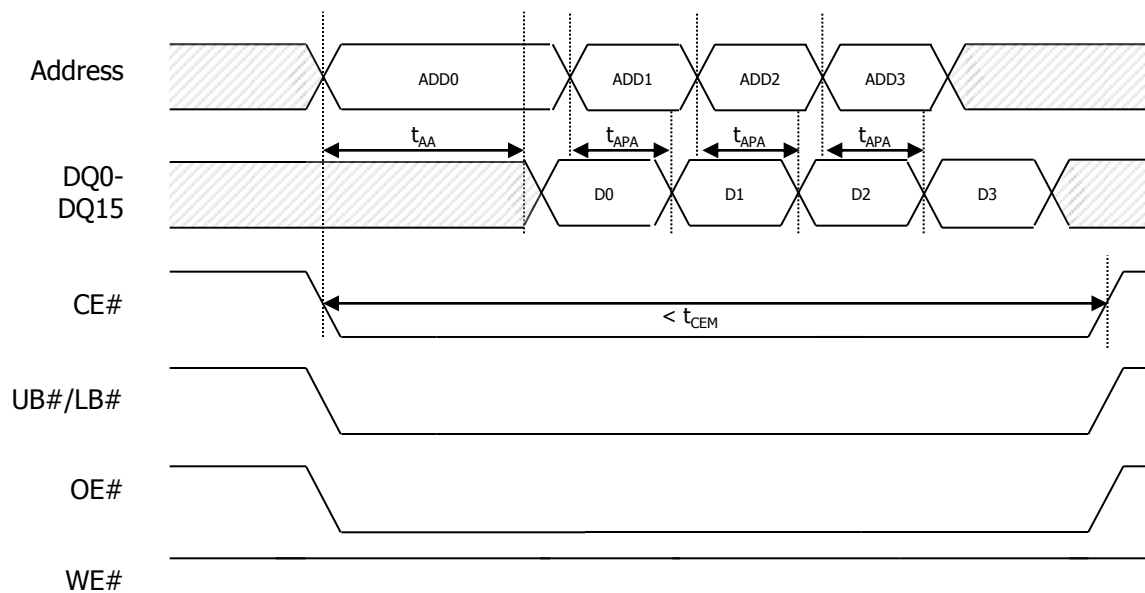 Address
ADD0 ADD1 ADD2 ADD3
tAA tAPA tAPA tAPA
DQ0-
DQ15
D0 D1 D2 D3
CE#
< tCEM
UB#/LB#
OE#
WE#